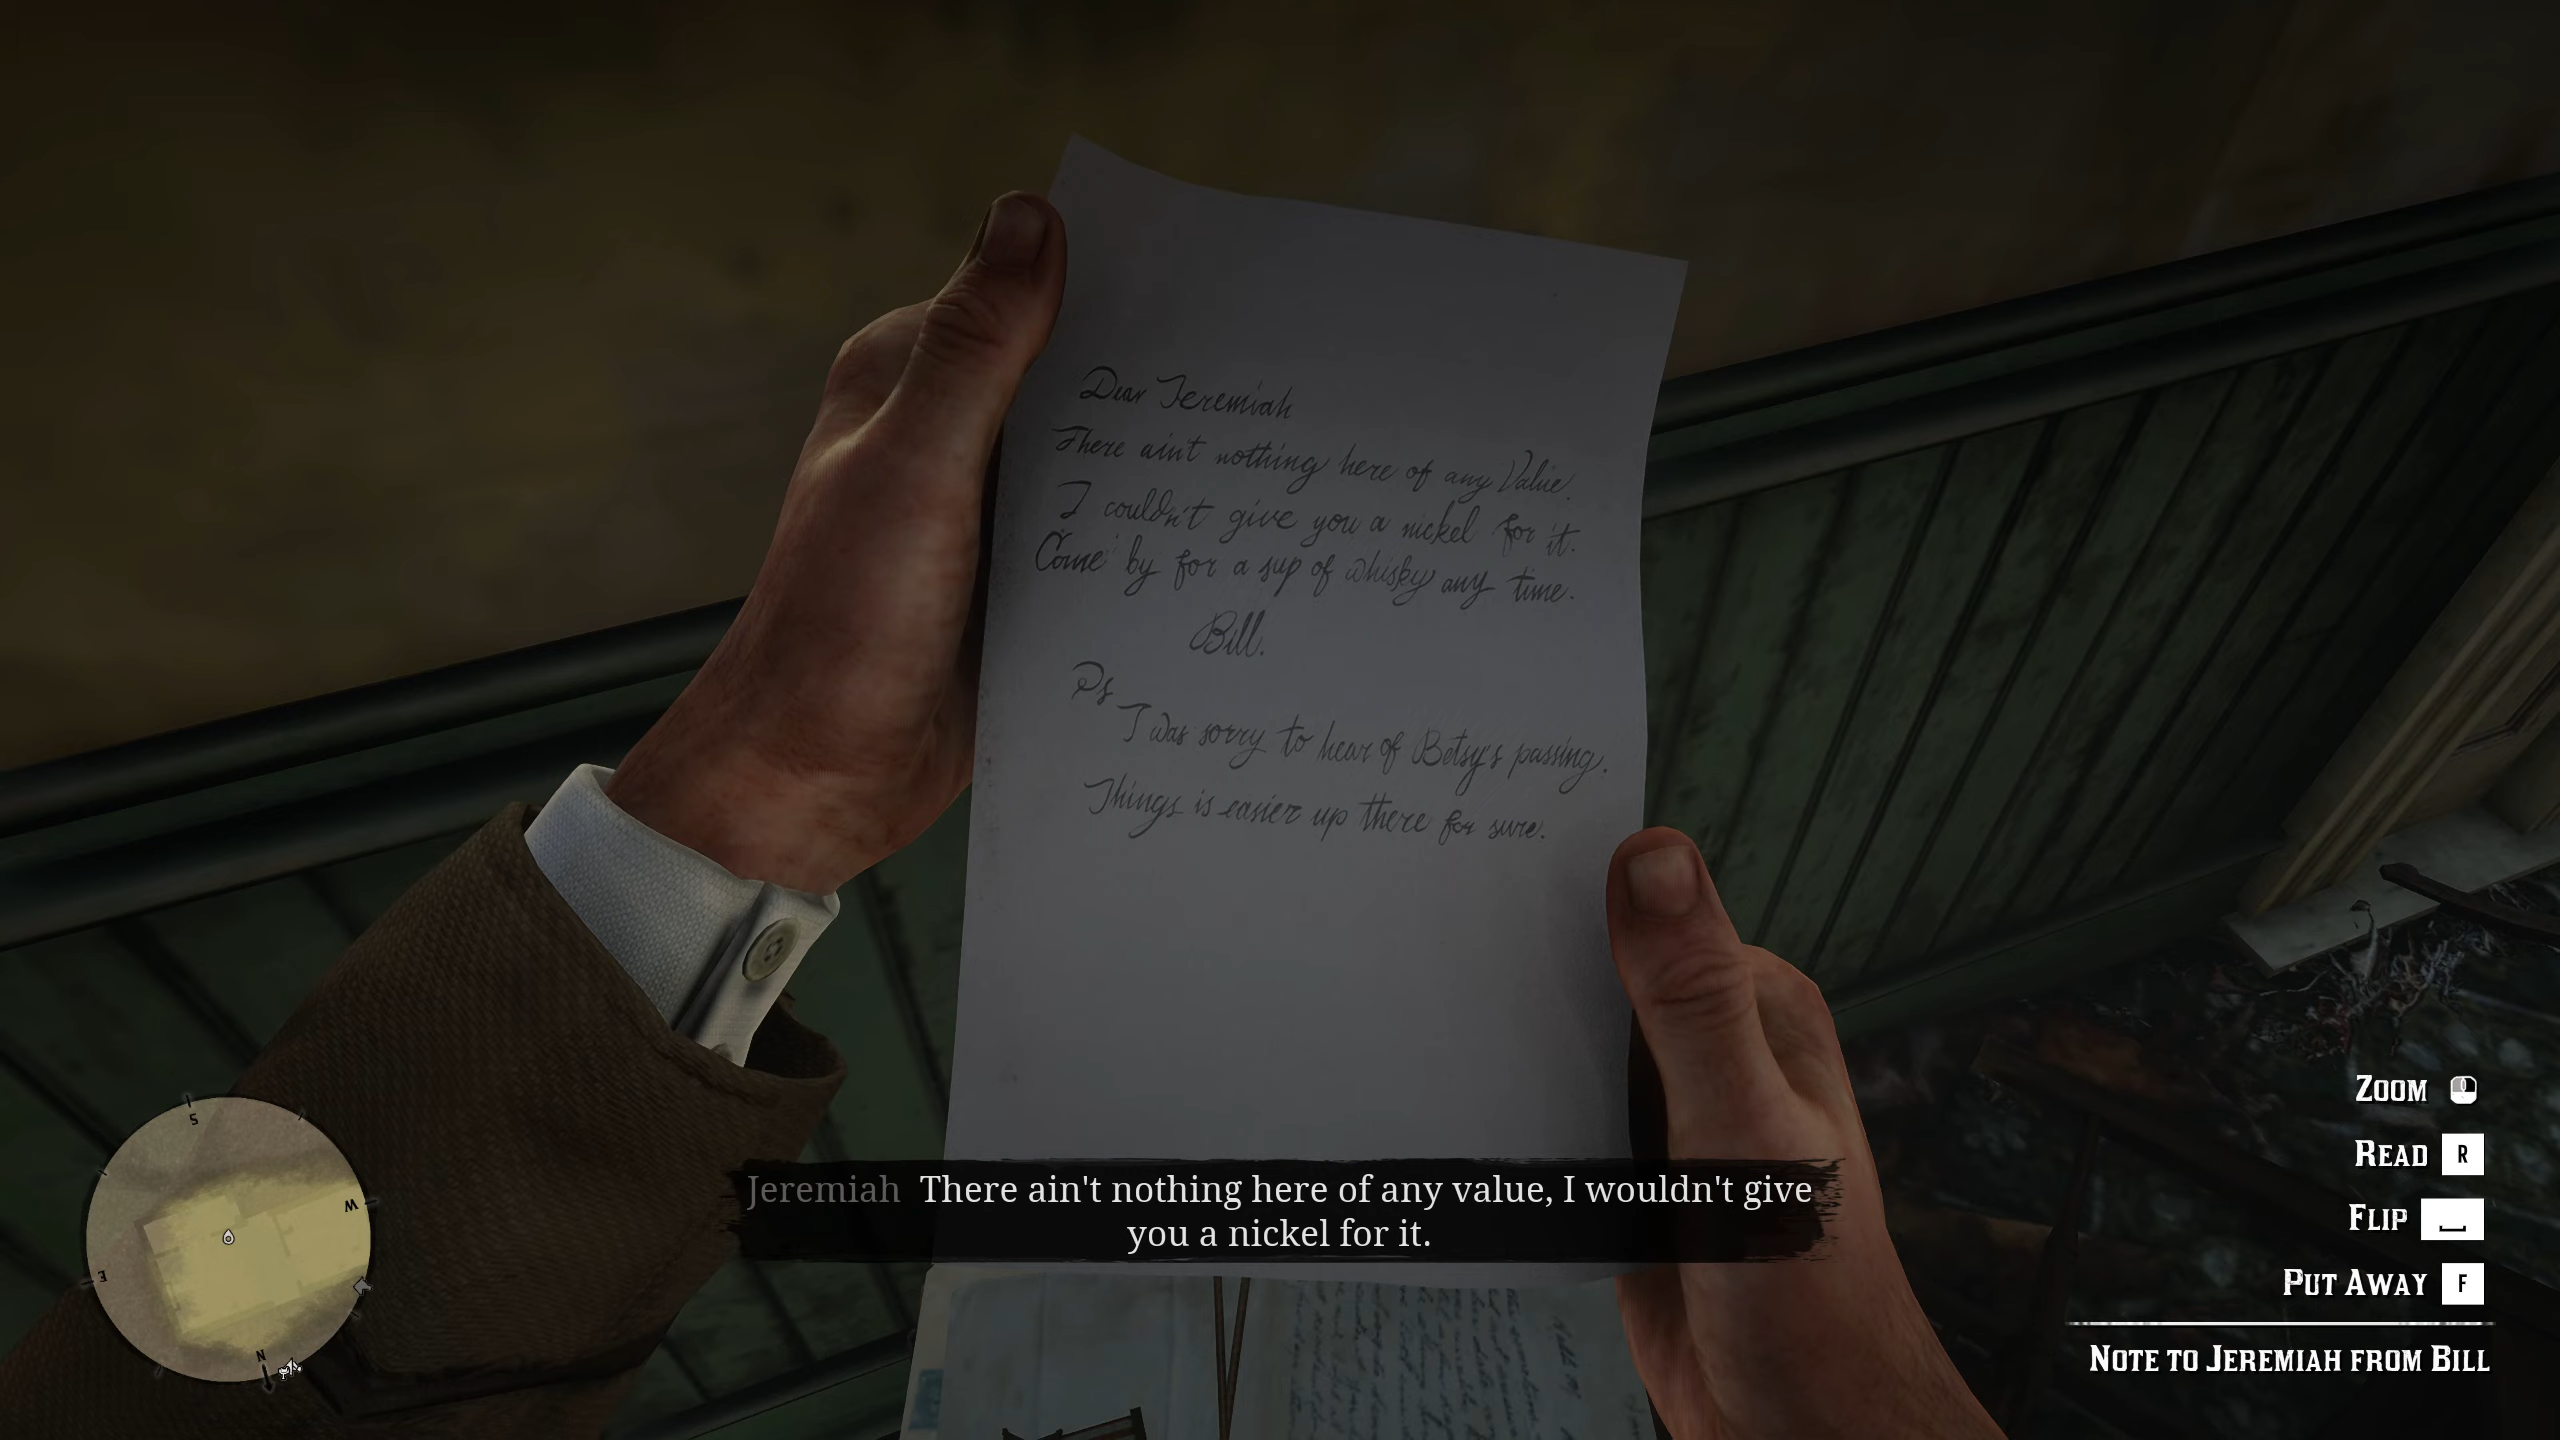 Dear Jeremiah
There ain't nothing here of any Value.
I couldn't give you a nickel for it.
Come by for a sup of whisky any time.
Bill.
Ps
I was sorry to hear of Betsy's passing.
Things is easier up there for sure.
Jeremiah There ain't nothing here of any value, I wouldn't give
you a nickel for it.
S
W
E
N
ZOOM
READ R
FLIP
PUT AWAY F
NOTE TO JEREMIAH FROM BILL